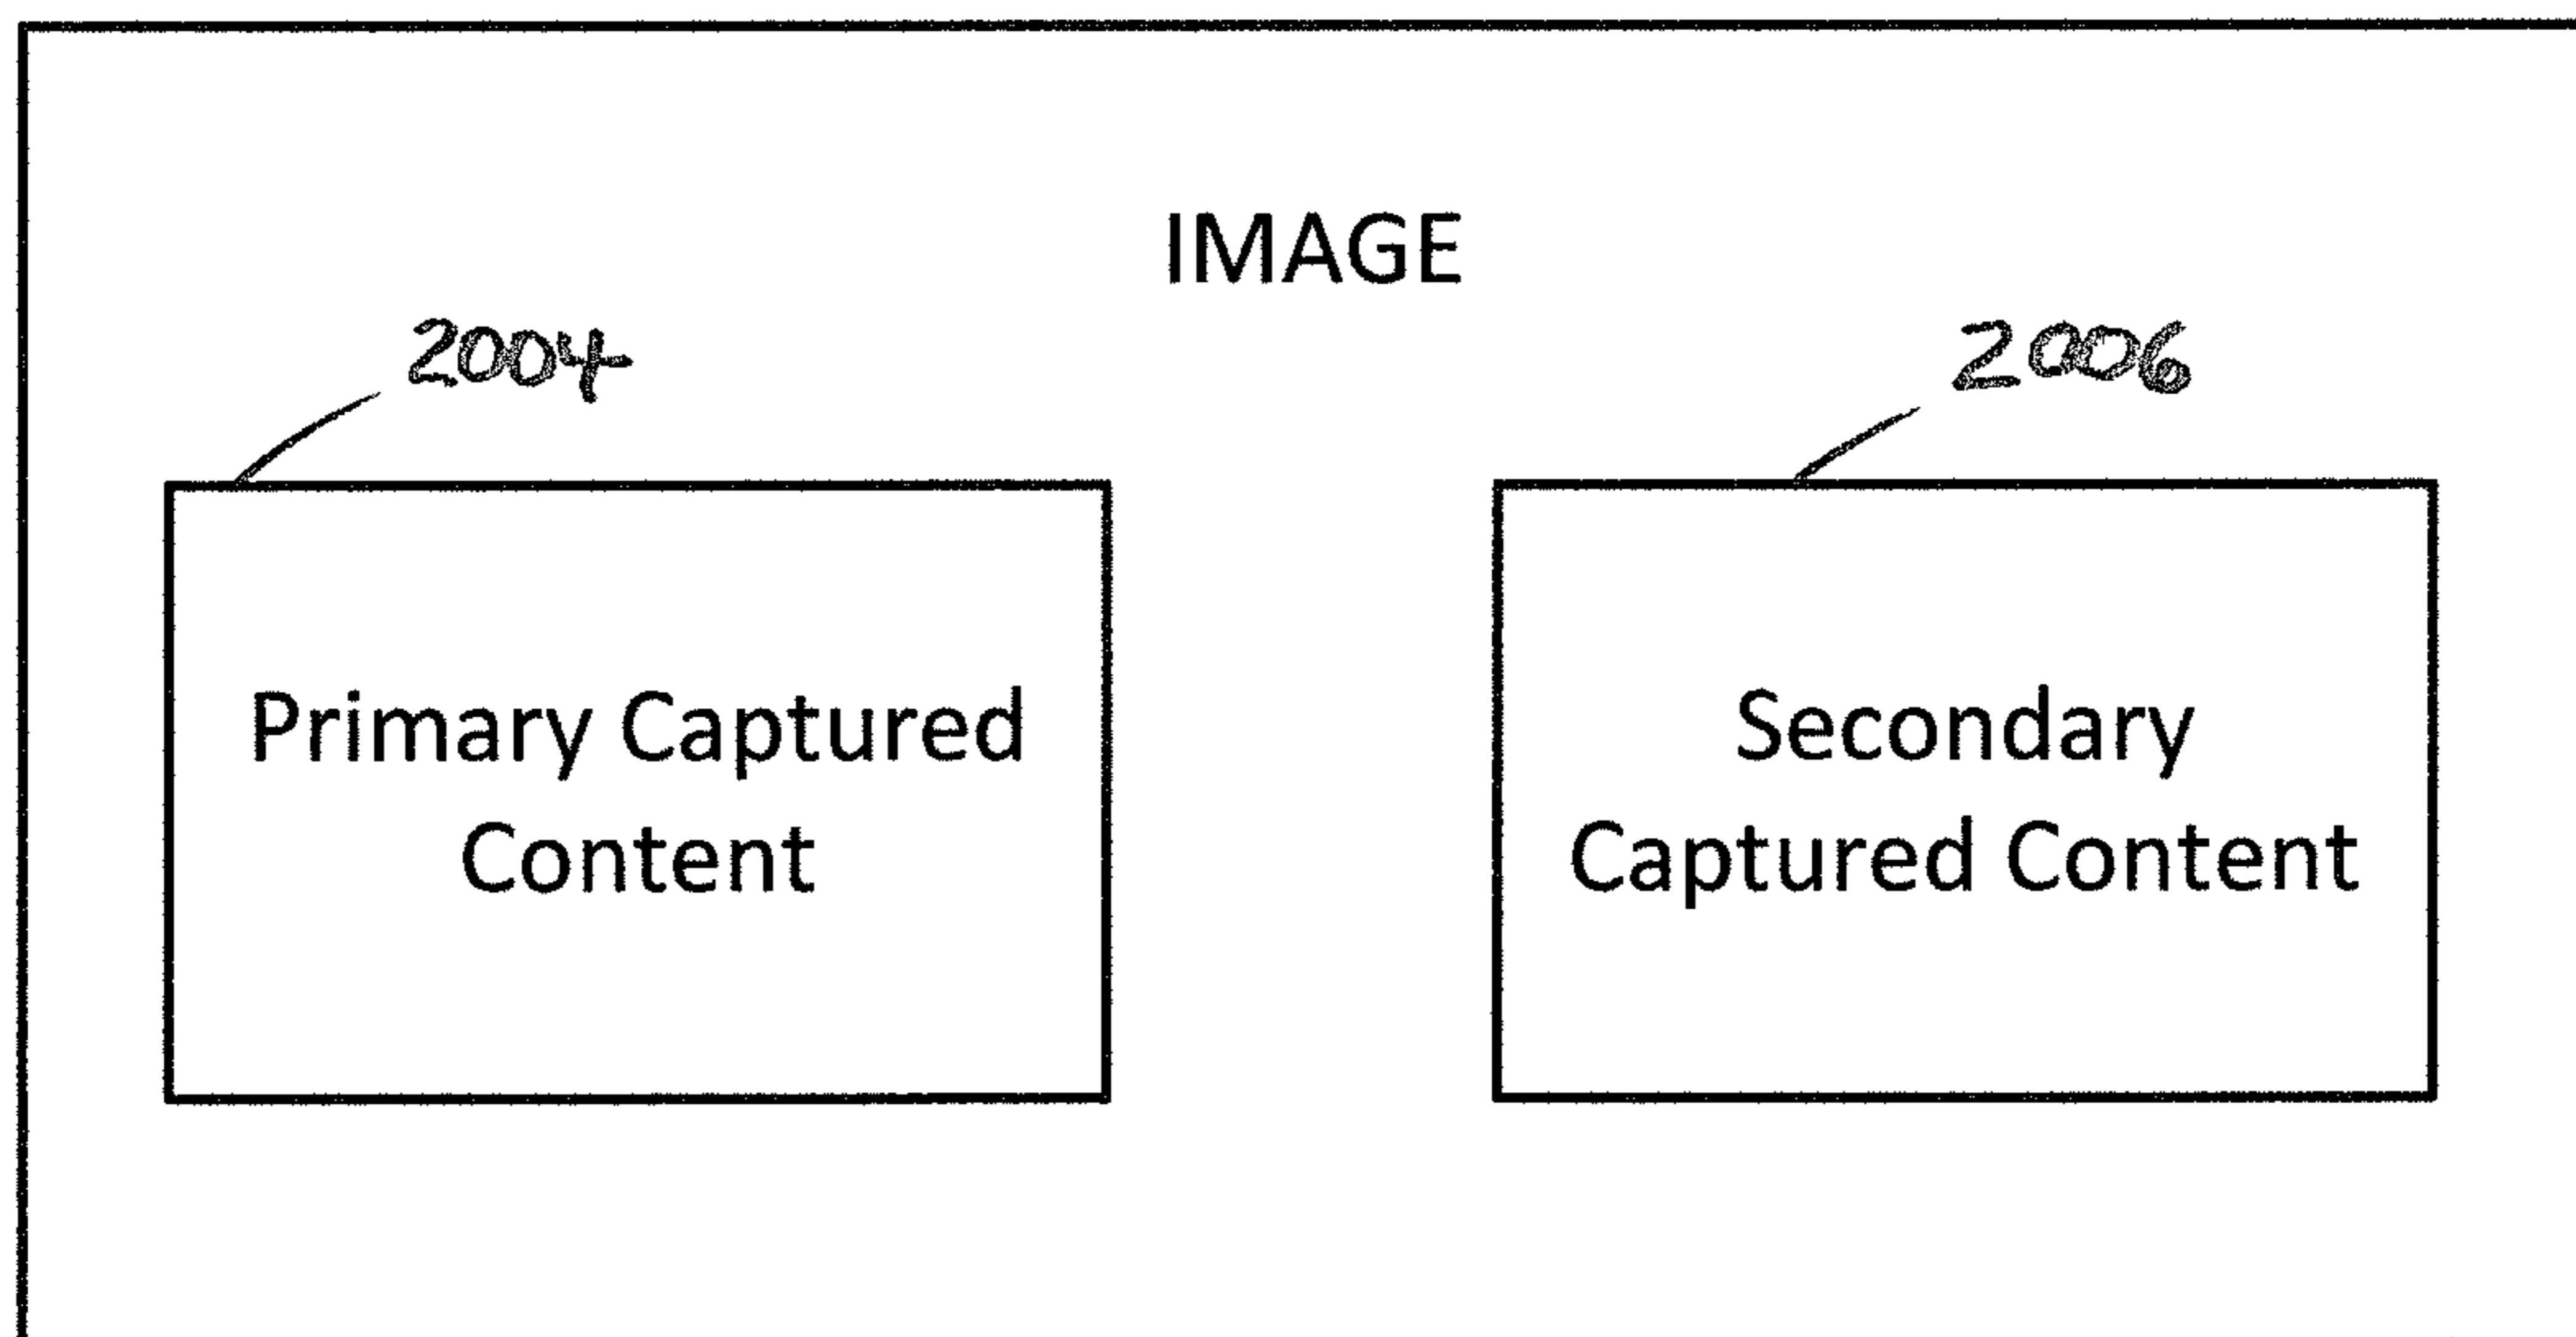 IMAGE
2004
2006
Primary Captured
Content
Secondary
Captured Content